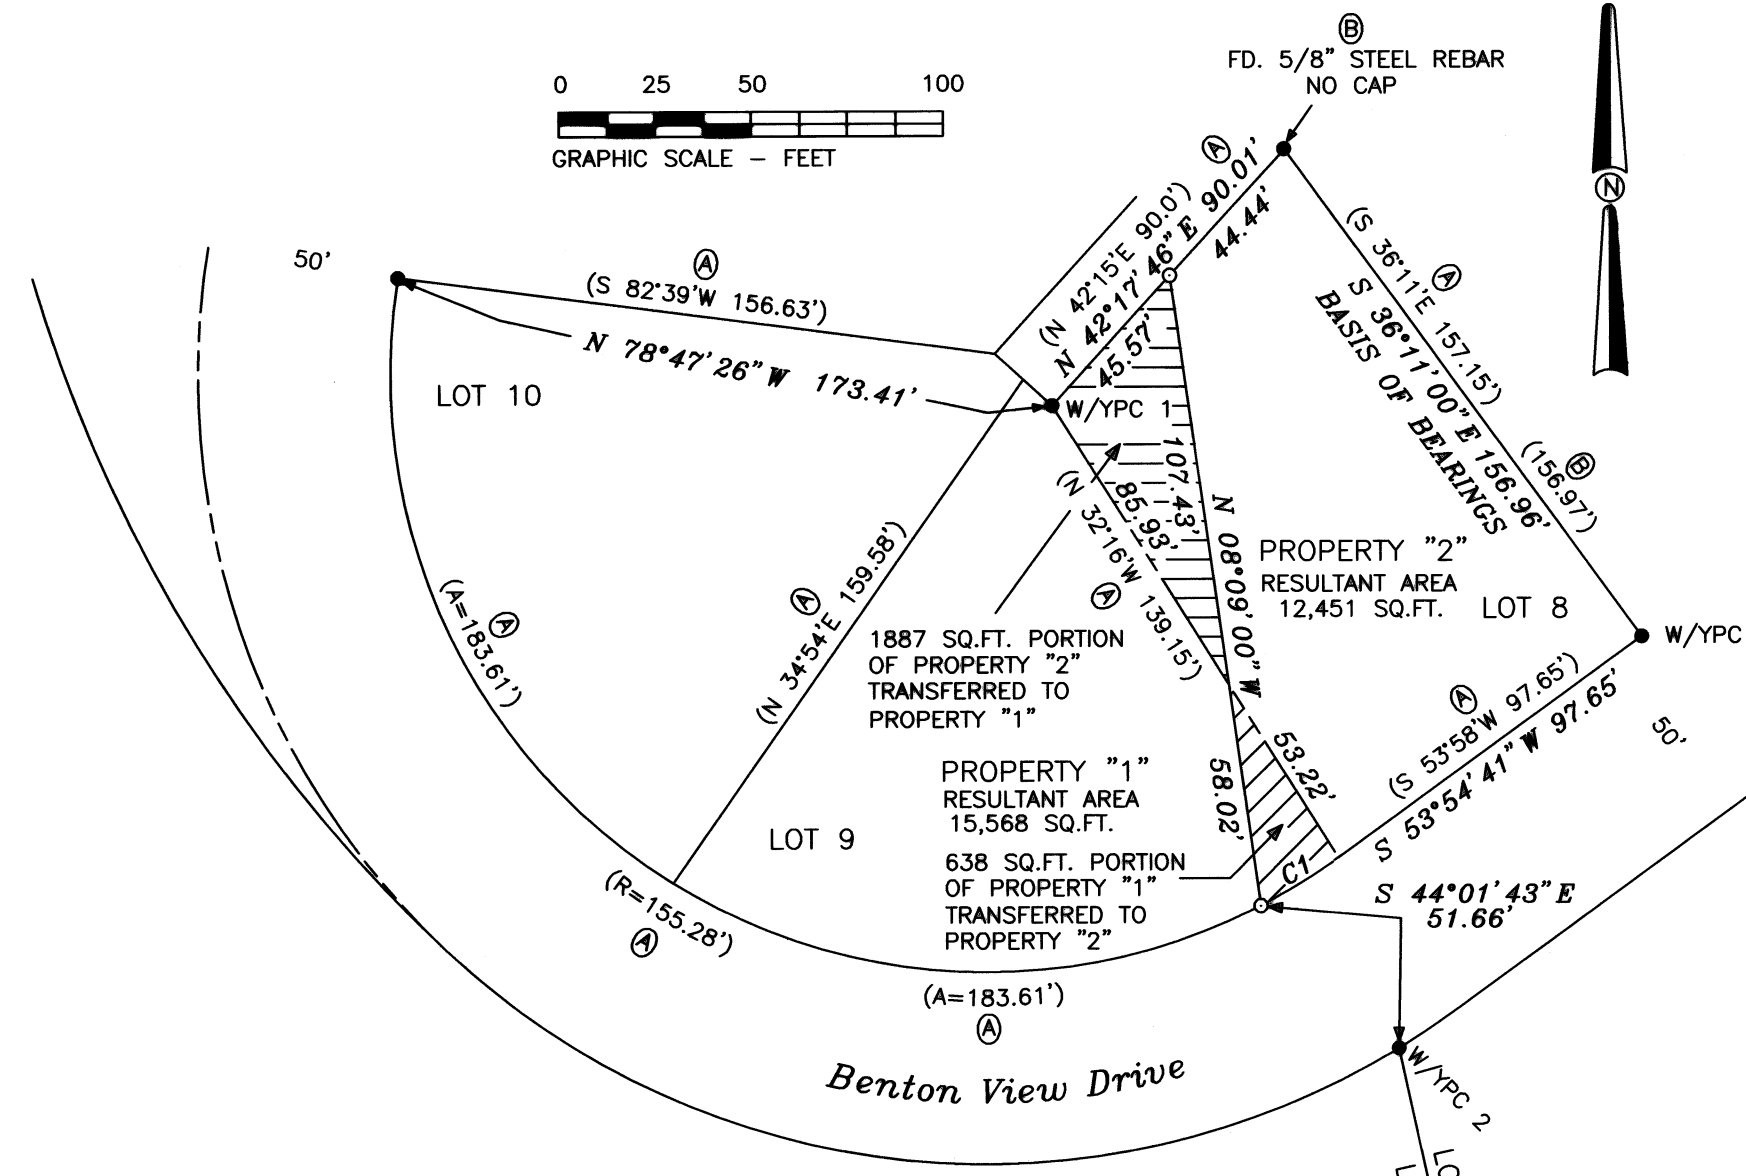 Ⓑ
FD. 5/8" STEEL REBAR
NO CAP
0 25 50 100
GRAPHIC SCALE – FEET
N
50'
Ⓐ
(S 82°39'W 156.63')
N 78°47'26"W 173.41'
LOT 10
(N 42°15'E 90.0')
Ⓐ
N 42°17'46"E 90.01'
44.44'
45.57'
W/YPC 1
Ⓐ
(S 36°11'E 157.15')
S 36°11'00"E 156.96'
BASIS OF BEARINGS
Ⓑ
(156.97')
107.43'
N 08°09'00"W
85.93'
(N 32°16'W 139.15')
Ⓐ
PROPERTY "2"
RESULTANT AREA
12,451 SQ.FT.
LOT 8
W/YPC
1887 SQ.FT. PORTION
OF PROPERTY "2"
TRANSFERRED TO
PROPERTY "1"
Ⓐ
(N 34°54'E 159.58')
Ⓐ
(A=183.61')
PROPERTY "1"
RESULTANT AREA
15,568 SQ.FT.
LOT 9
638 SQ.FT. PORTION
OF PROPERTY "1"
TRANSFERRED TO
PROPERTY "2"
58.02'
53.22'
C1
Ⓐ
(S 53°58'W 97.65')
S 53°54'41"W 97.65'
50'
S 44°01'43"E
51.66'
(R=155.28')
Ⓐ
(A=183.61')
Ⓐ
Benton View Drive
W/YPC 2